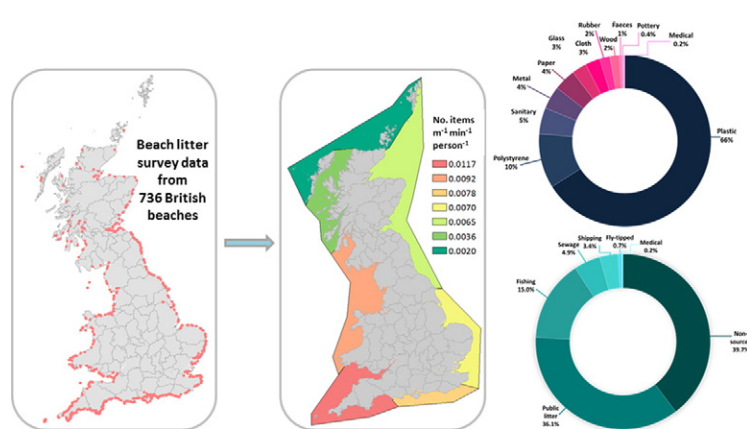 Beach litter
survey data
from
736 British
beaches
No. items
m⁻¹ min⁻¹
person⁻¹
0.0117
0.0092
0.0078
0.0070
0.0065
0.0036
0.0020
Plastic
66%
Polystyrene
10%
Sanitary
5%
Metal
4%
Paper
4%
Glass
3%
Cloth
3%
Rubber
2%
Wood
2%
Faeces
1%
Pottery
0.4%
Medical
0.2%
Non-
source
39.7%
Public
litter
36.1%
Fishing
15.0%
Sewage
4.9%
Shipping
3.4%
Fly-tipped
0.7%
Medical
0.2%